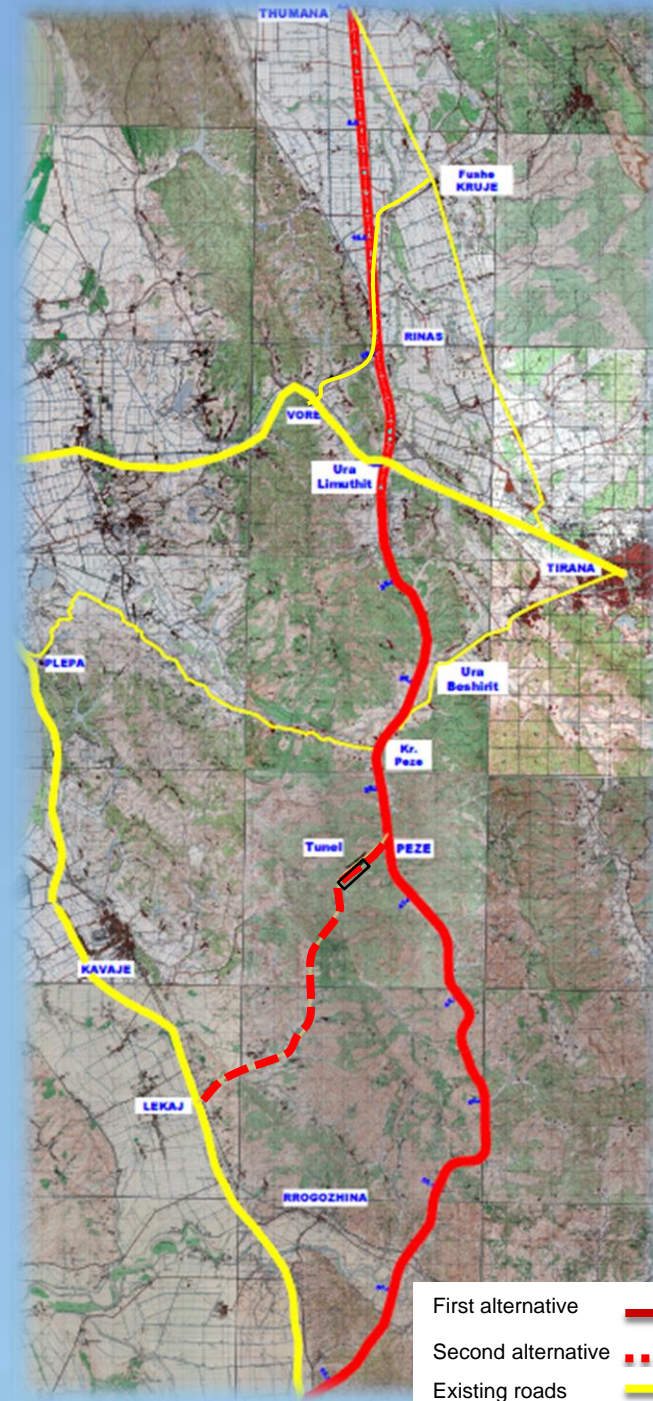 THUMANA
Fushe
KRUJE
RINAS
VORE
Ura
Limuthit
TIRANA
PLEPA
Ura
Beshirit
Kr.
Peze
Tunel
PEZE
KAVAJE
LEKAJ
RROGOZHINA
First alternative
Second alternative
Existing roads